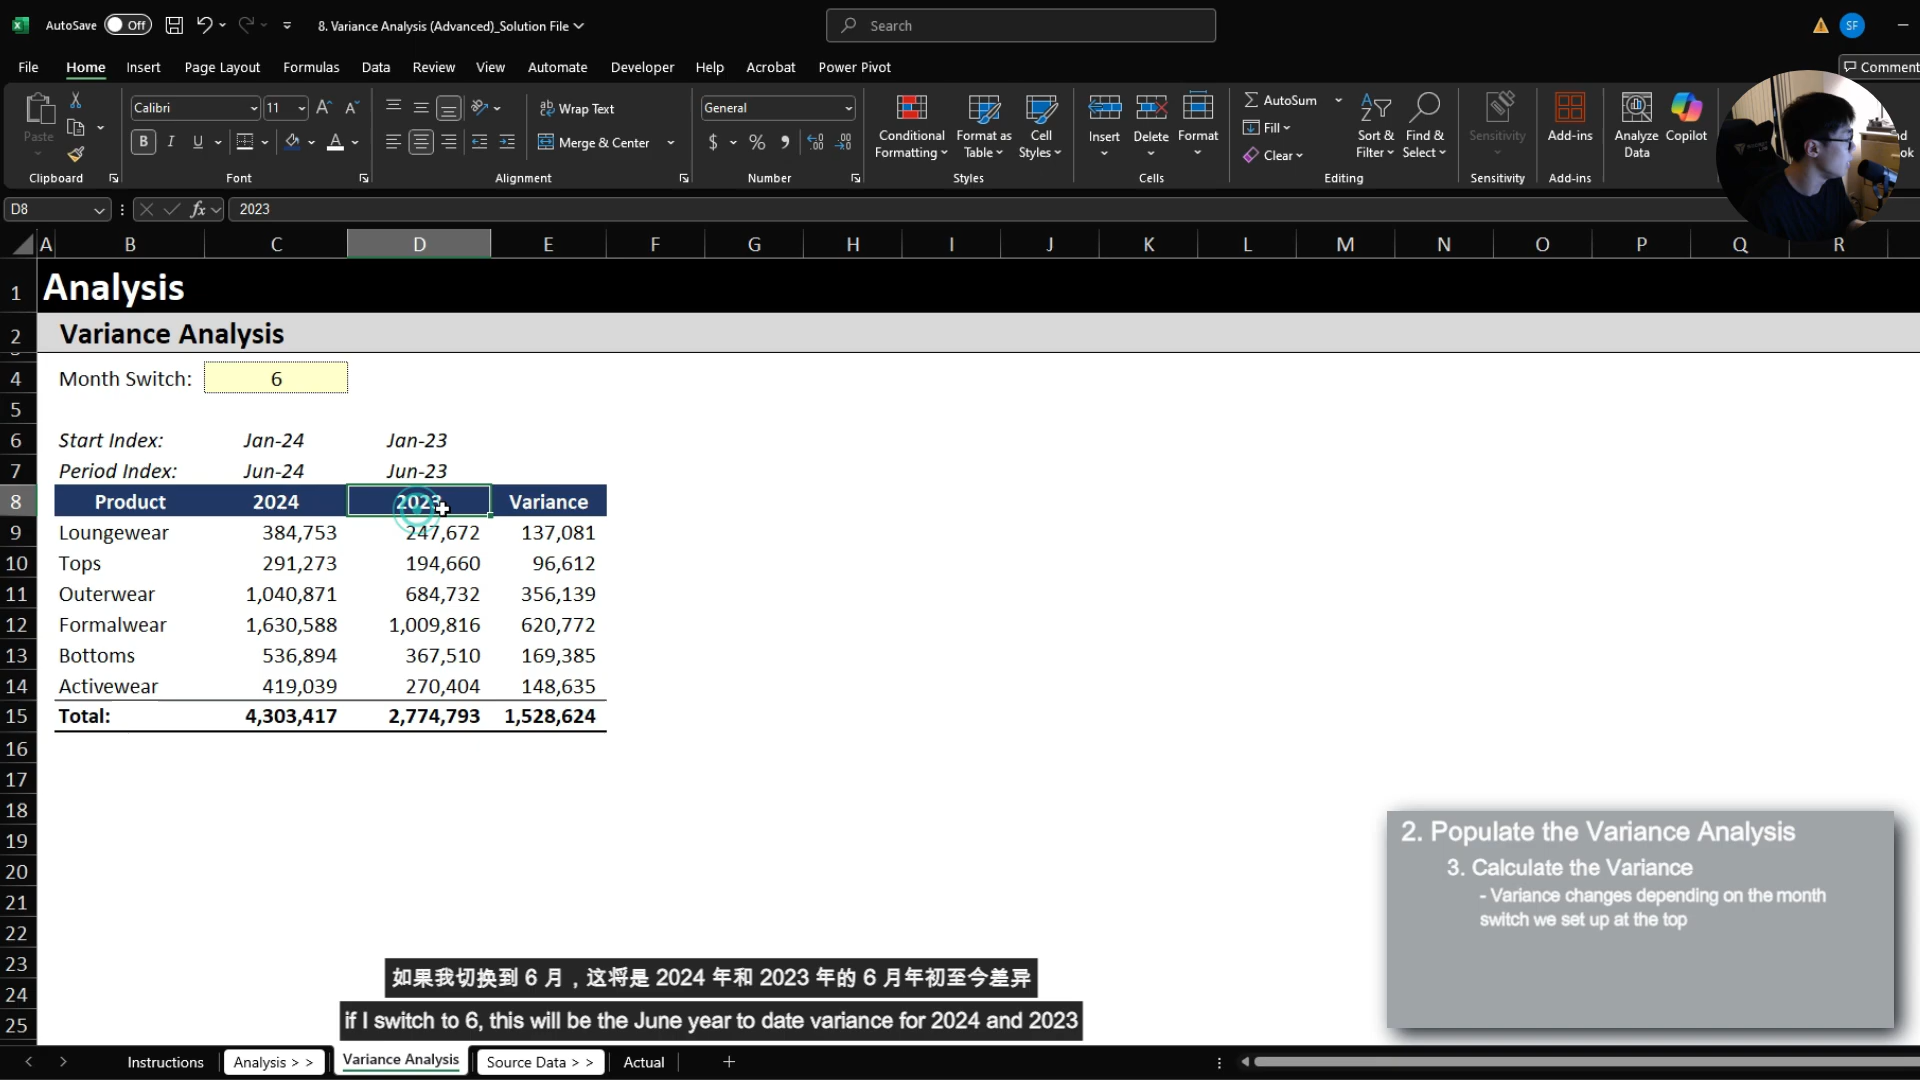 AutoSave Off 8. Variance Analysis (Advanced)_Solution File Search SF
File Home Insert Page Layout Formulas Data Review View Automate Developer Help Acrobat Power Pivot Comment
Paste Calibri 11 Wrap Text General Conditional Formatting Format as Table Cell Styles Insert Delete Format AutoSum Fill Clear Sort & Filter Find & Select Sensitivity Add-ins Analyze Data Copilot
B I U A Merge & Center $ %
Clipboard Font Alignment Number Styles Cells Editing Sensitivity Add-ins
D8 fx 2023
A B C D E F G H I J K L M N O P Q R
1 Analysis
2 Variance Analysis
4 Month Switch: 6
5
6 Start Index: Jan-24 Jan-23
7 Period Index: Jun-24 Jun-23
8 Product 2024 2023 Variance
9 Loungewear 384,753 247,672 137,081
10 Tops 291,273 194,660 96,612
11 Outerwear 1,040,871 684,732 356,139
12 Formalwear 1,630,588 1,009,816 620,772
13 Bottoms 536,894 367,510 169,385
14 Activewear 419,039 270,404 148,635
15 Total: 4,303,417 2,774,793 1,528,624
16
17
18
19
20
21
22
23
24
25
2. Populate the Variance Analysis
3. Calculate the Variance
- Variance changes depending on the month
switch we set up at the top
如果我切换到 6 月，这将是 2024 年和 2023 年的 6 月年初至今差异
if I switch to 6, this will be the June year to date variance for 2024 and 2023
Instructions Analysis > > Variance Analysis Source Data > > Actual